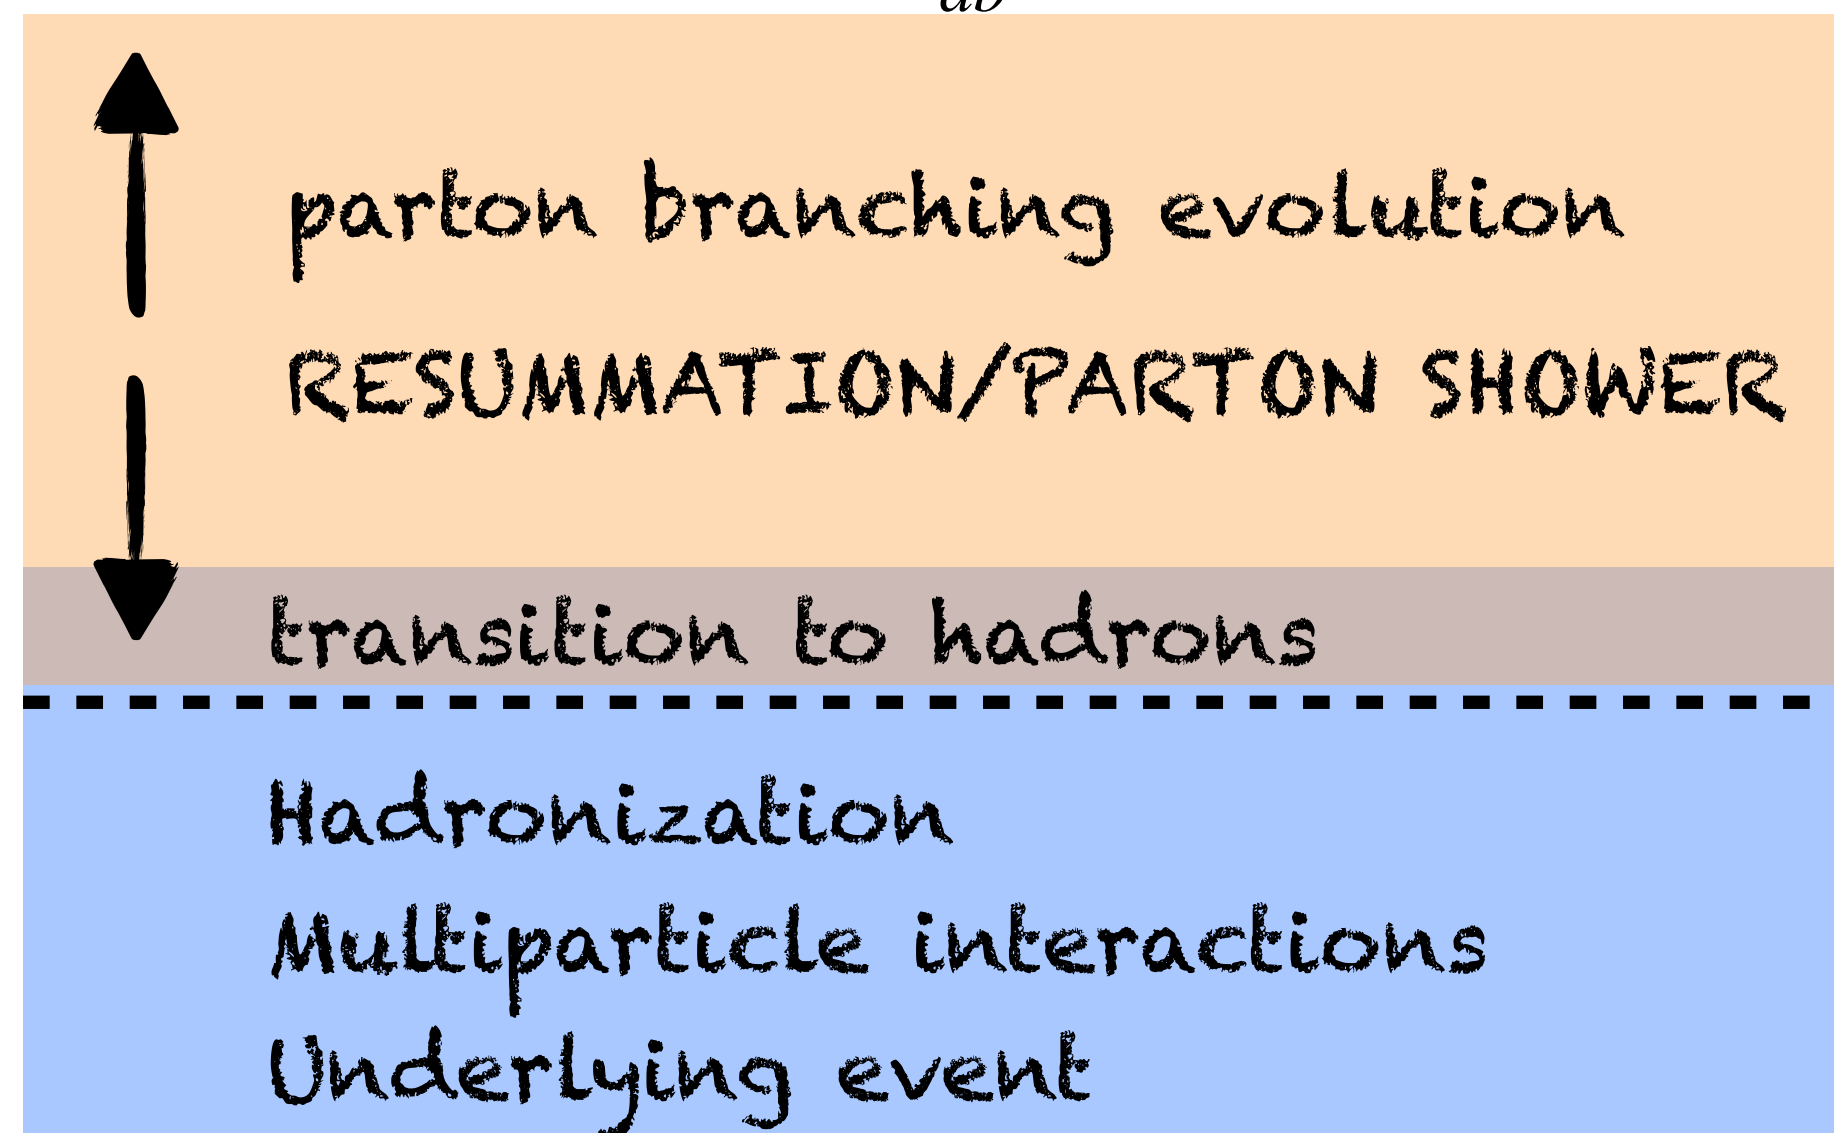 parton branching evolution
RESUMMATION/PARTON SHOWER
transition to hadrons
Hadronization
Multiparticle interactions
Underlying event